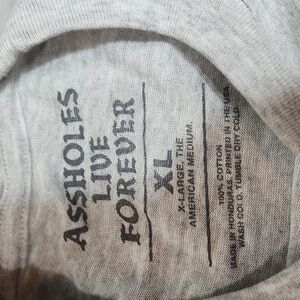 ASSHOLES
LIVE
FOREVER
XL
X-LARGE, THE
AMERICAN MEDIUM.
100% COTTON
MADE IN HONDURAS. PRINTED IN THE USA.
WASH COLD. TUMBLE DRY COLD.